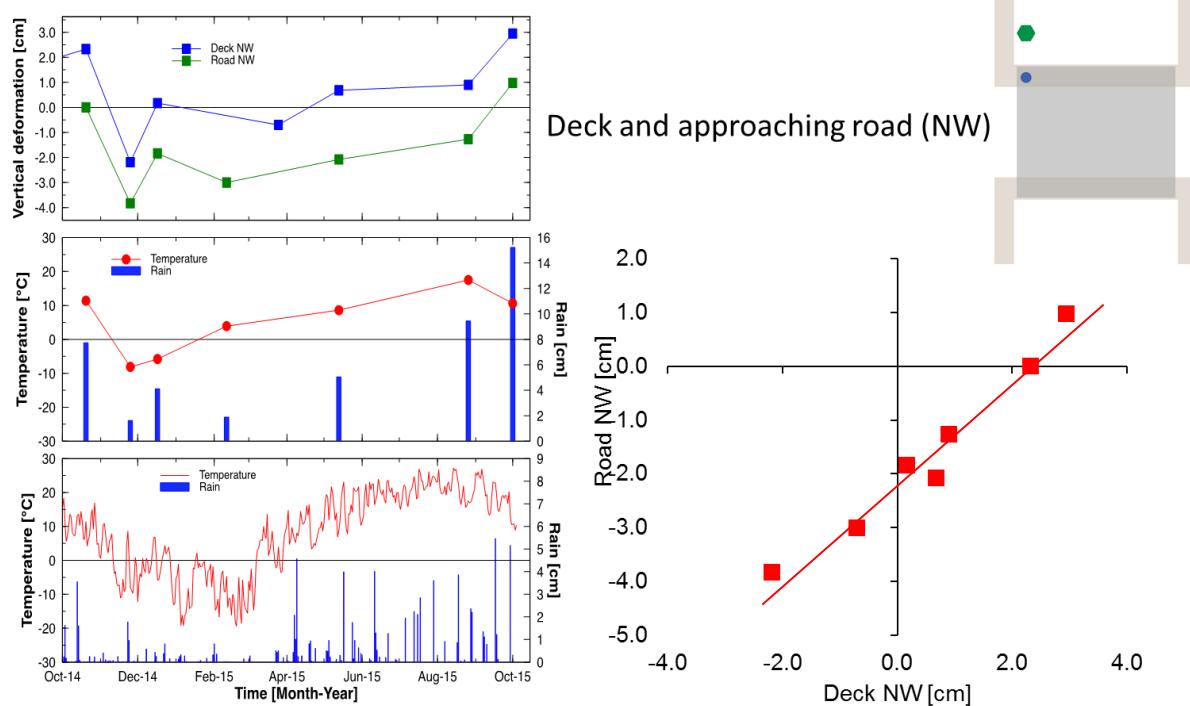 Vertical deformation [cm]
3.0
2.0
1.0
0.0
-1.0
-2.0
-3.0
-4.0
Deck NW
Road NW
Temperature [°C]
30
20
10
0
-10
-20
-30
Temperature
Rain
16
14
12
10
8
6
4
2
0
Rain [cm]
Temperature [°C]
30
20
10
0
-10
-20
-30
Temperature
Rain
9
8
7
6
5
4
3
2
1
0
Rain [cm]
Oct-14 Dec-14 Feb-15 Apr-15 Jun-15 Aug-15 Oct-15
Time [Month-Year]
Deck and approaching road (NW)
2.0
1.0
0.0
-1.0
-2.0
-3.0
-4.0
-5.0
Road NW [cm]
-4.0 -2.0 0.0 2.0 4.0
Deck NW [cm]